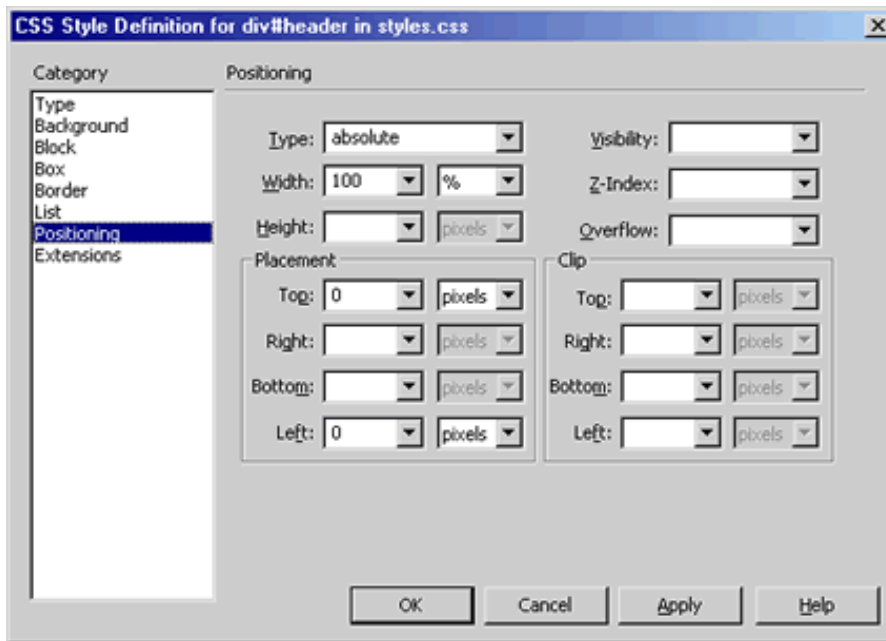 CSS Style Definition for div#header in styles.css
Category
Type
Background
Block
Box
Border
List
Positioning
Extensions
Positioning
Type: absolute
Visibility:
Width: 100 %
Z-Index:
Height: pixels
Overflow:
Placement
Top: 0 pixels
Right: pixels
Bottom: pixels
Left: 0 pixels
Clip
Top: pixels
Right: pixels
Bottom: pixels
Left: pixels
OK Cancel Apply Help